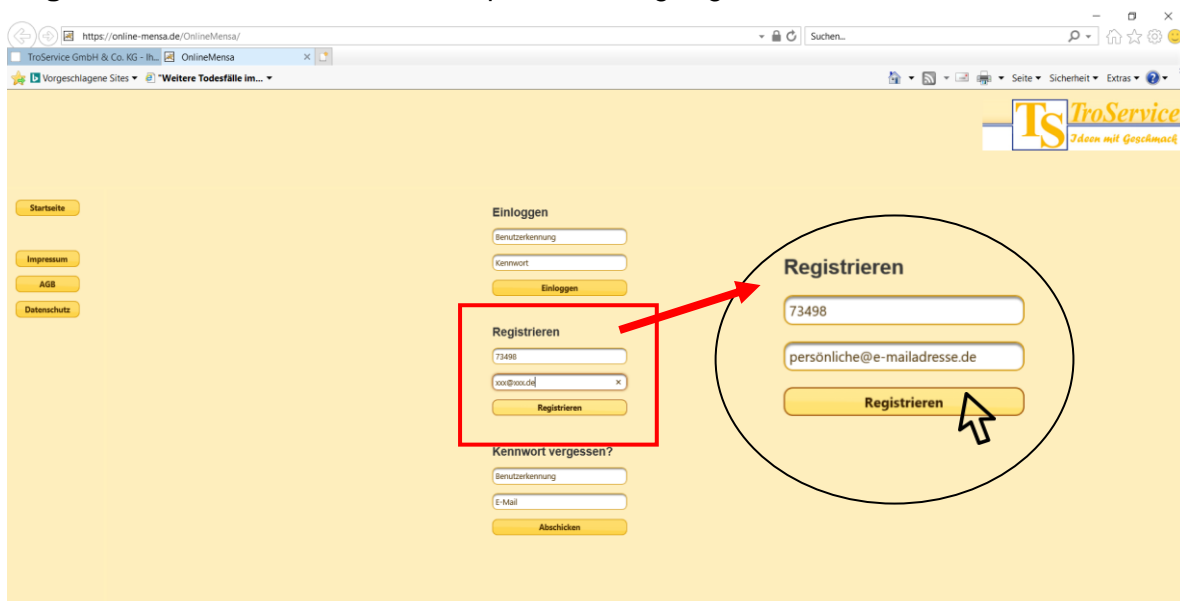 https://online-mensa.de/OnlineMensa/
Suchen...
TroService GmbH & Co. KG - Ih...
OnlineMensa
Vorgeschlagene Sites
"Weitere Todesfälle im...
Seite
Sicherheit
Extras
TS
TroService
Ideen mit Geschmack
Startseite
Impressum
AGB
Datenschutz
Einloggen
Benutzerkennung
Kennwort
Einloggen
Registrieren
73498
xxx@xxx.de
Registrieren
Kennwort vergessen?
Benutzerkennung
E-Mail
Abschicken
Registrieren
73498
persönliche@e-mailadresse.de
Registrieren